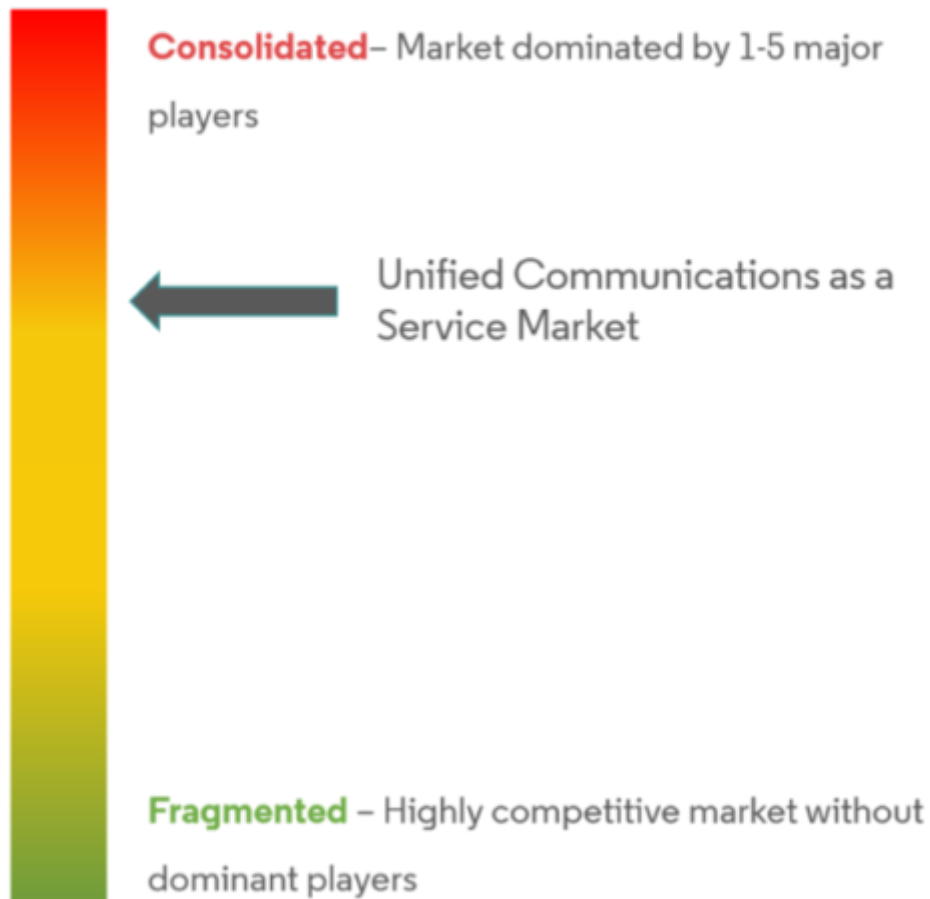 Consolidated– Market dominated by 1-5 major
players
Unified Communications as a
Service Market
Fragmented – Highly competitive market without
dominant players